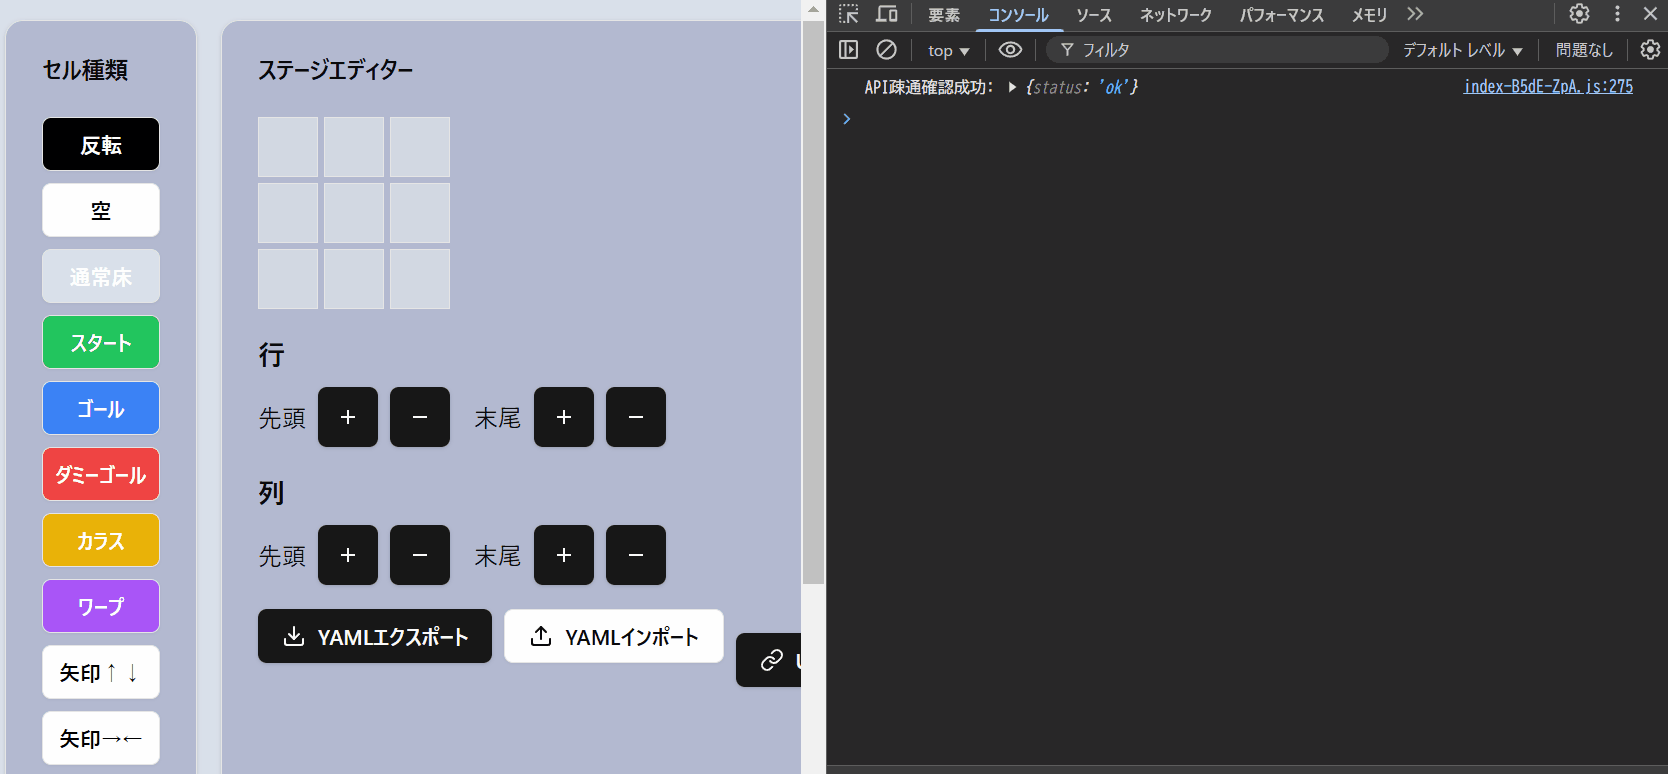 セル種類
反転
空
通常床
スタート
ゴール
ダミーゴール
カラス
ワープ
矢印↑ ↓
矢印→←
ステージエディター
行
先頭 + − 末尾 + −
列
先頭 + − 末尾 + −
YAMLエクスポート
YAMLインポート
要素 コンソール ソース ネットワーク パフォーマンス メモリ
top フィルタ デフォルト レベル 問題なし
API疎通確認成功: {status: 'ok'} index-B5dE-ZpA.js:275